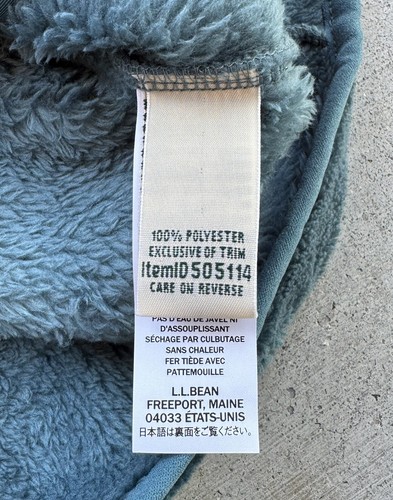 100% POLYESTER
EXCLUSIVE OF TRIM
ItemID 505114
CARE ON REVERSE
PAS D'EAU DE JAVEL NI
D'ASSOUPLISSANT
SÉCHAGE PAR CULBUTAGE
SANS CHALEUR
FER TIÈDE AVEC
PATTEMOUILLE
L.L.BEAN
FREEPORT, MAINE
04033 ÉTATS-UNIS
日本語は裏面をご覧ください。